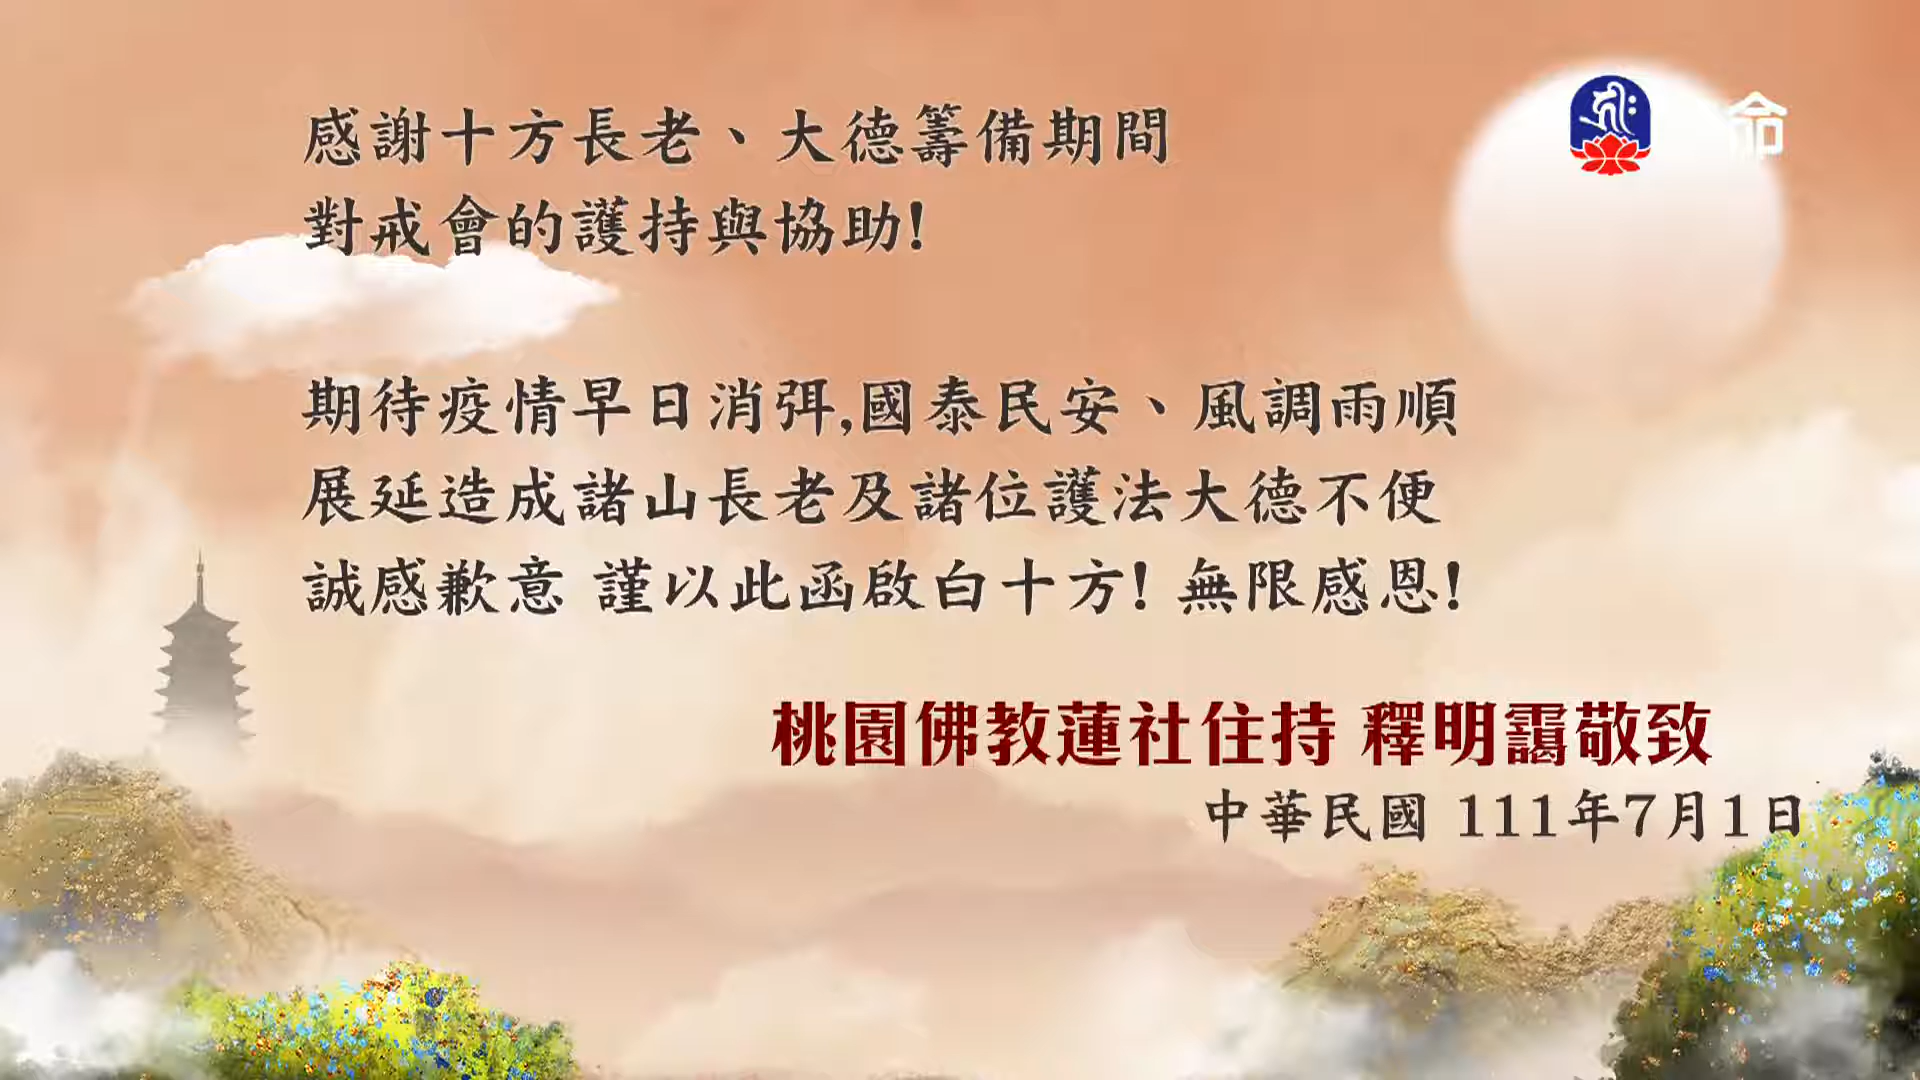 命
感謝十方長老、大德籌備期間
對戒會的護持與協助!
期待疫情早日消弭,國泰民安、風調雨順
展延造成諸山長老及諸位護法大德不便
誠感歉意 謹以此函啟白十方! 無限感恩!
桃園佛教蓮社住持 釋明靄敬致
中華民國 111年7月1日